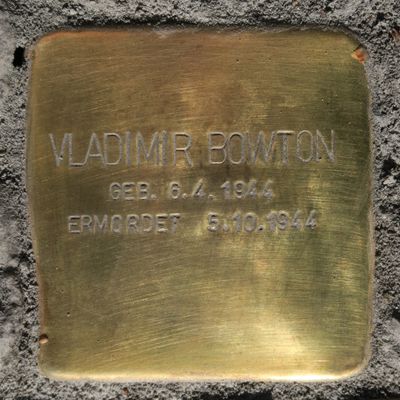 VLADIMIR BOWTON
GEB. 6.4.1944
ERMORDET 5.10.1944